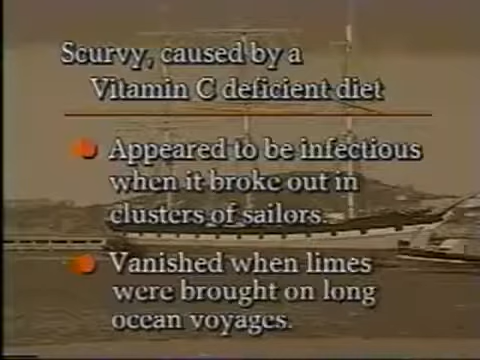 Scurvy, caused by a
Vitamin C deficient diet
Appeared to be infectious
when it broke out in
clusters of sailors.
Vanished when limes
were brought on long
ocean voyages.